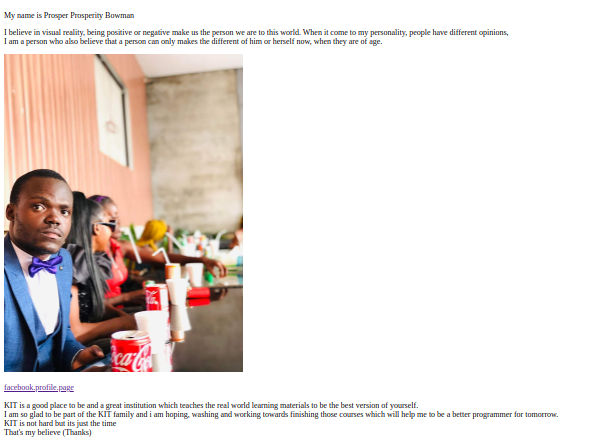 My name is Prosper Prosperity Bowman
I believe in visual reality, being positive or negative make us the person we are to this world. When it come to my personality, people have different opinions,
I am a person who also believe that a person can only makes the different of him or herself now, when they are of age.
Coca-Cola
facebook.profile.page
KIT is a good place to be and a great institution which teaches the real world learning materials to be the best version of yourself.
I am so glad to be part of the KIT family and i am hoping, washing and working towards finishing those courses which will help me to be a better programmer for tomorrow.
KIT is not hard but its just the time
That's my believe (Thanks)